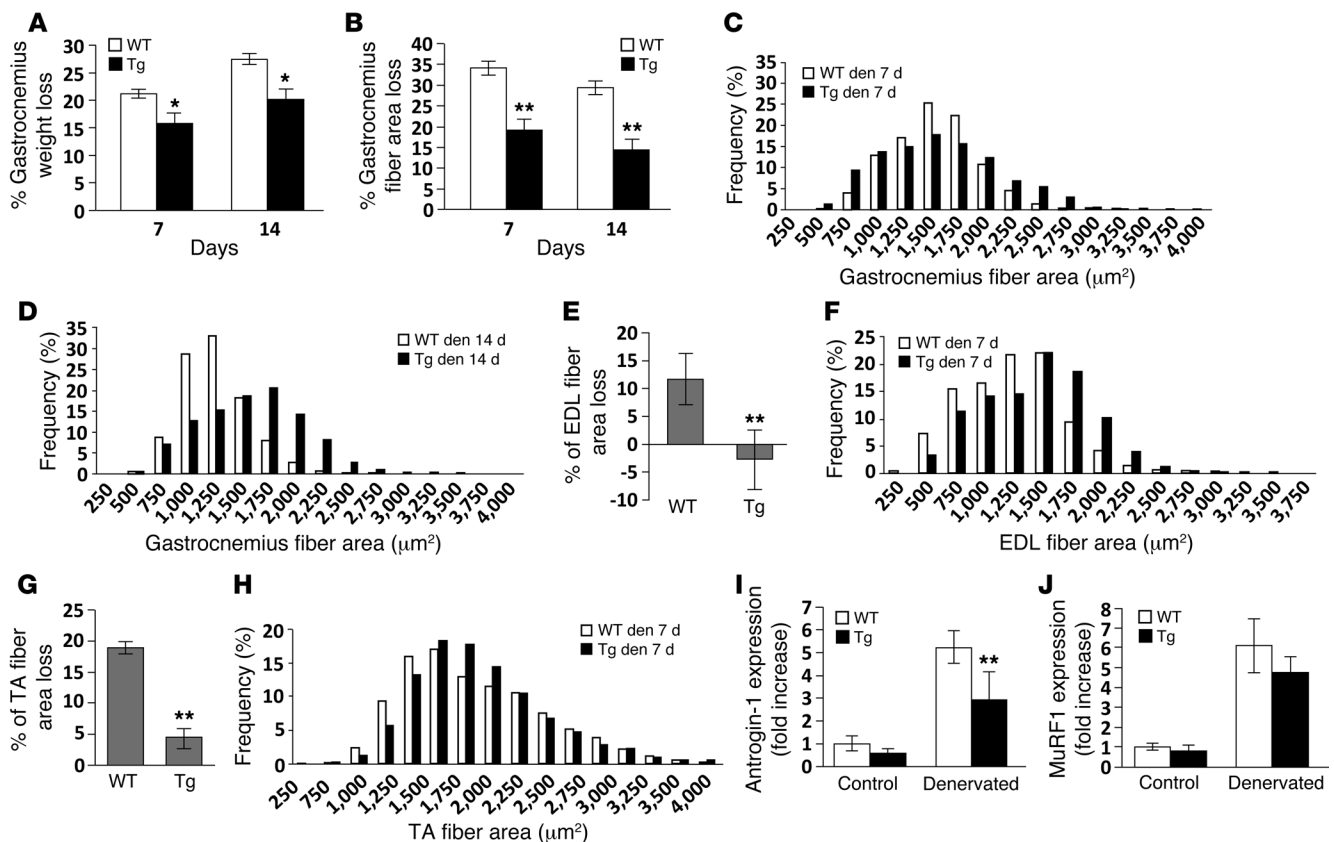 A
% Gastrocnemius
weight loss
30
25
20
15
10
5
0
WT
Tg
*
*
7
14
Days
B
% Gastrocnemius
fiber area loss
40
35
30
25
20
15
10
5
0
WT
Tg
**
**
7
14
Days
C
Frequency (%)
35
30
25
20
15
10
5
0
WT den 7 d
Tg den 7 d
250
500
750
1,000
1,250
1,500
1,750
2,000
2,250
2,500
2,750
3,000
3,250
3,500
3,750
4,000
Gastrocnemius fiber area (μm²)
D
Frequency (%)
35
30
25
20
15
10
5
0
WT den 14 d
Tg den 14 d
250
500
750
1,000
1,250
1,500
1,750
2,000
2,250
2,500
2,750
3,000
3,250
3,500
3,750
4,000
Gastrocnemius fiber area (μm²)
E
% of EDL fiber
area loss
20
15
10
5
0
-5
-10
**
WT
Tg
F
Frequency (%)
25
20
15
10
5
0
WT den 7 d
Tg den 7 d
250
500
750
1,000
1,250
1,500
1,750
2,000
2,250
2,500
2,750
3,000
3,250
3,500
3,750
EDL fiber area (μm²)
G
% of TA fiber
area loss
25
20
15
10
5
0
**
WT
Tg
H
Frequency (%)
20
15
10
5
0
WT den 7 d
Tg den 7 d
250
750
1,000
1,250
1,500
1,750
2,000
2,250
2,500
2,750
3,000
3,250
3,500
4,000
TA fiber area (μm²)
I
Antrogin-1 expression
(fold increase)
7
6
5
4
3
2
1
0
WT
Tg
**
Control
Denervated
J
MuRF1 expression
(fold increase)
8
7
6
5
4
3
2
1
0
WT
Tg
Control
Denervated